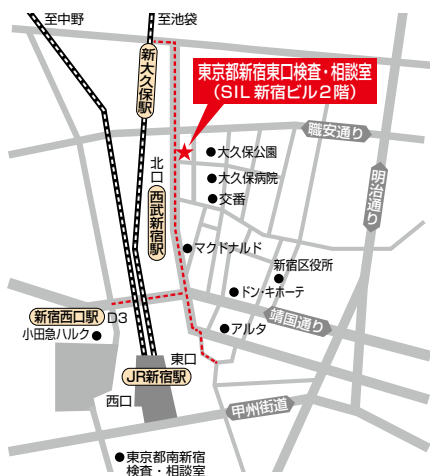 至中野
至池袋
新大久保駅
東京都新宿東口検査・相談室
（SIL 新宿ビル2階）
職安通り
大久保公園
北口
西武新宿駅
大久保病院
交番
明治通り
マクドナルド
新宿区役所
ドン・キホーテ
新宿西口駅
D3
靖国通り
小田急ハルク
アルタ
東口
JR新宿駅
西口
甲州街道
東京都南新宿
検査・相談室